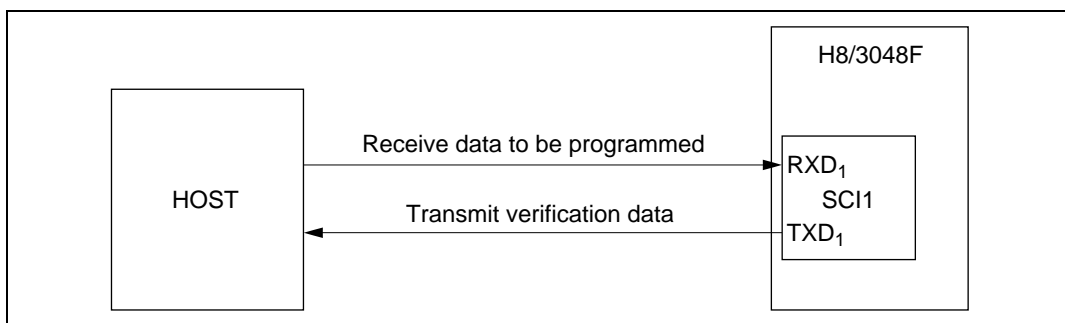 H8/3048F
Receive data to be programmed
RXD₁
HOST
SCI1
Transmit verification data
TXD₁